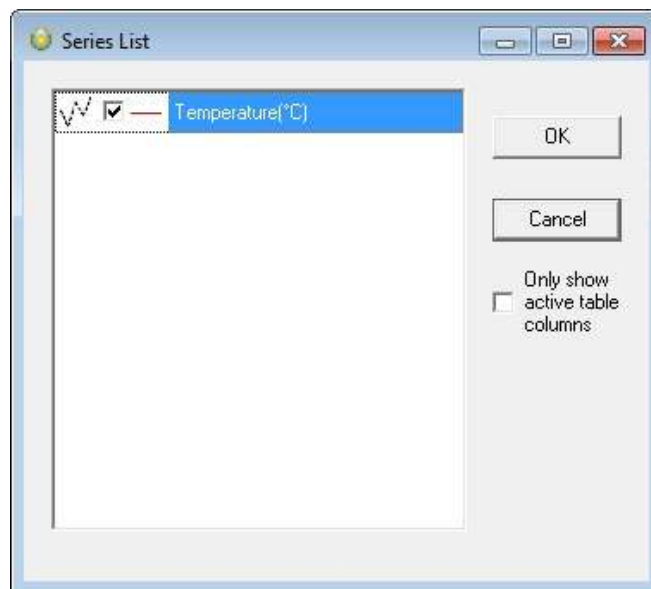 Series List
Temperature(°C)
OK
Cancel
Only show
active table
columns